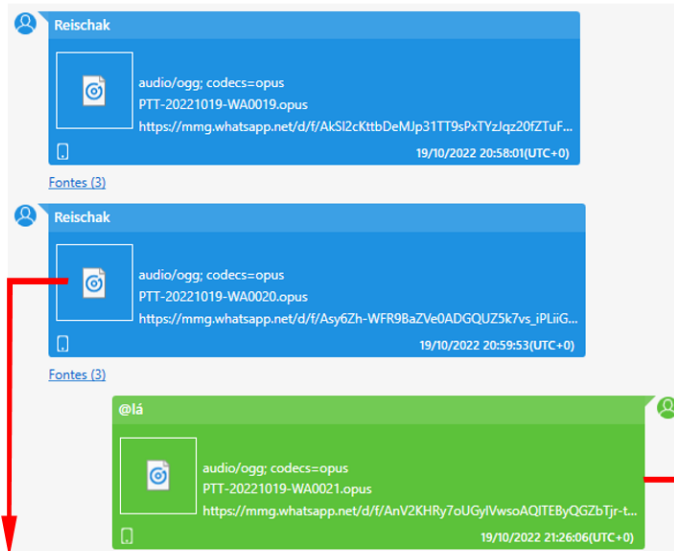 Reischak
audio/ogg; codecs=opus
PTT-20221019-WA0019.opus
https://mmg.whatsapp.net/d/f/AkSl2cKttbDeMJp31TT9sPxTYzJqz20fZTuF...
19/10/2022 20:58:01(UTC+0)
Fontes (3)
Reischak
audio/ogg; codecs=opus
PTT-20221019-WA0020.opus
https://mmg.whatsapp.net/d/f/Asy6Zh-WFR9BaZVe0ADGQUZ5k7vs_iPLiiG...
19/10/2022 20:59:53(UTC+0)
Fontes (3)
@lá
audio/ogg; codecs=opus
PTT-20221019-WA0021.opus
https://mmg.whatsapp.net/d/f/AnV2KHRy7oUGylVwsoAQlTEByQGZbTjr-t...
19/10/2022 21:26:06(UTC+0)